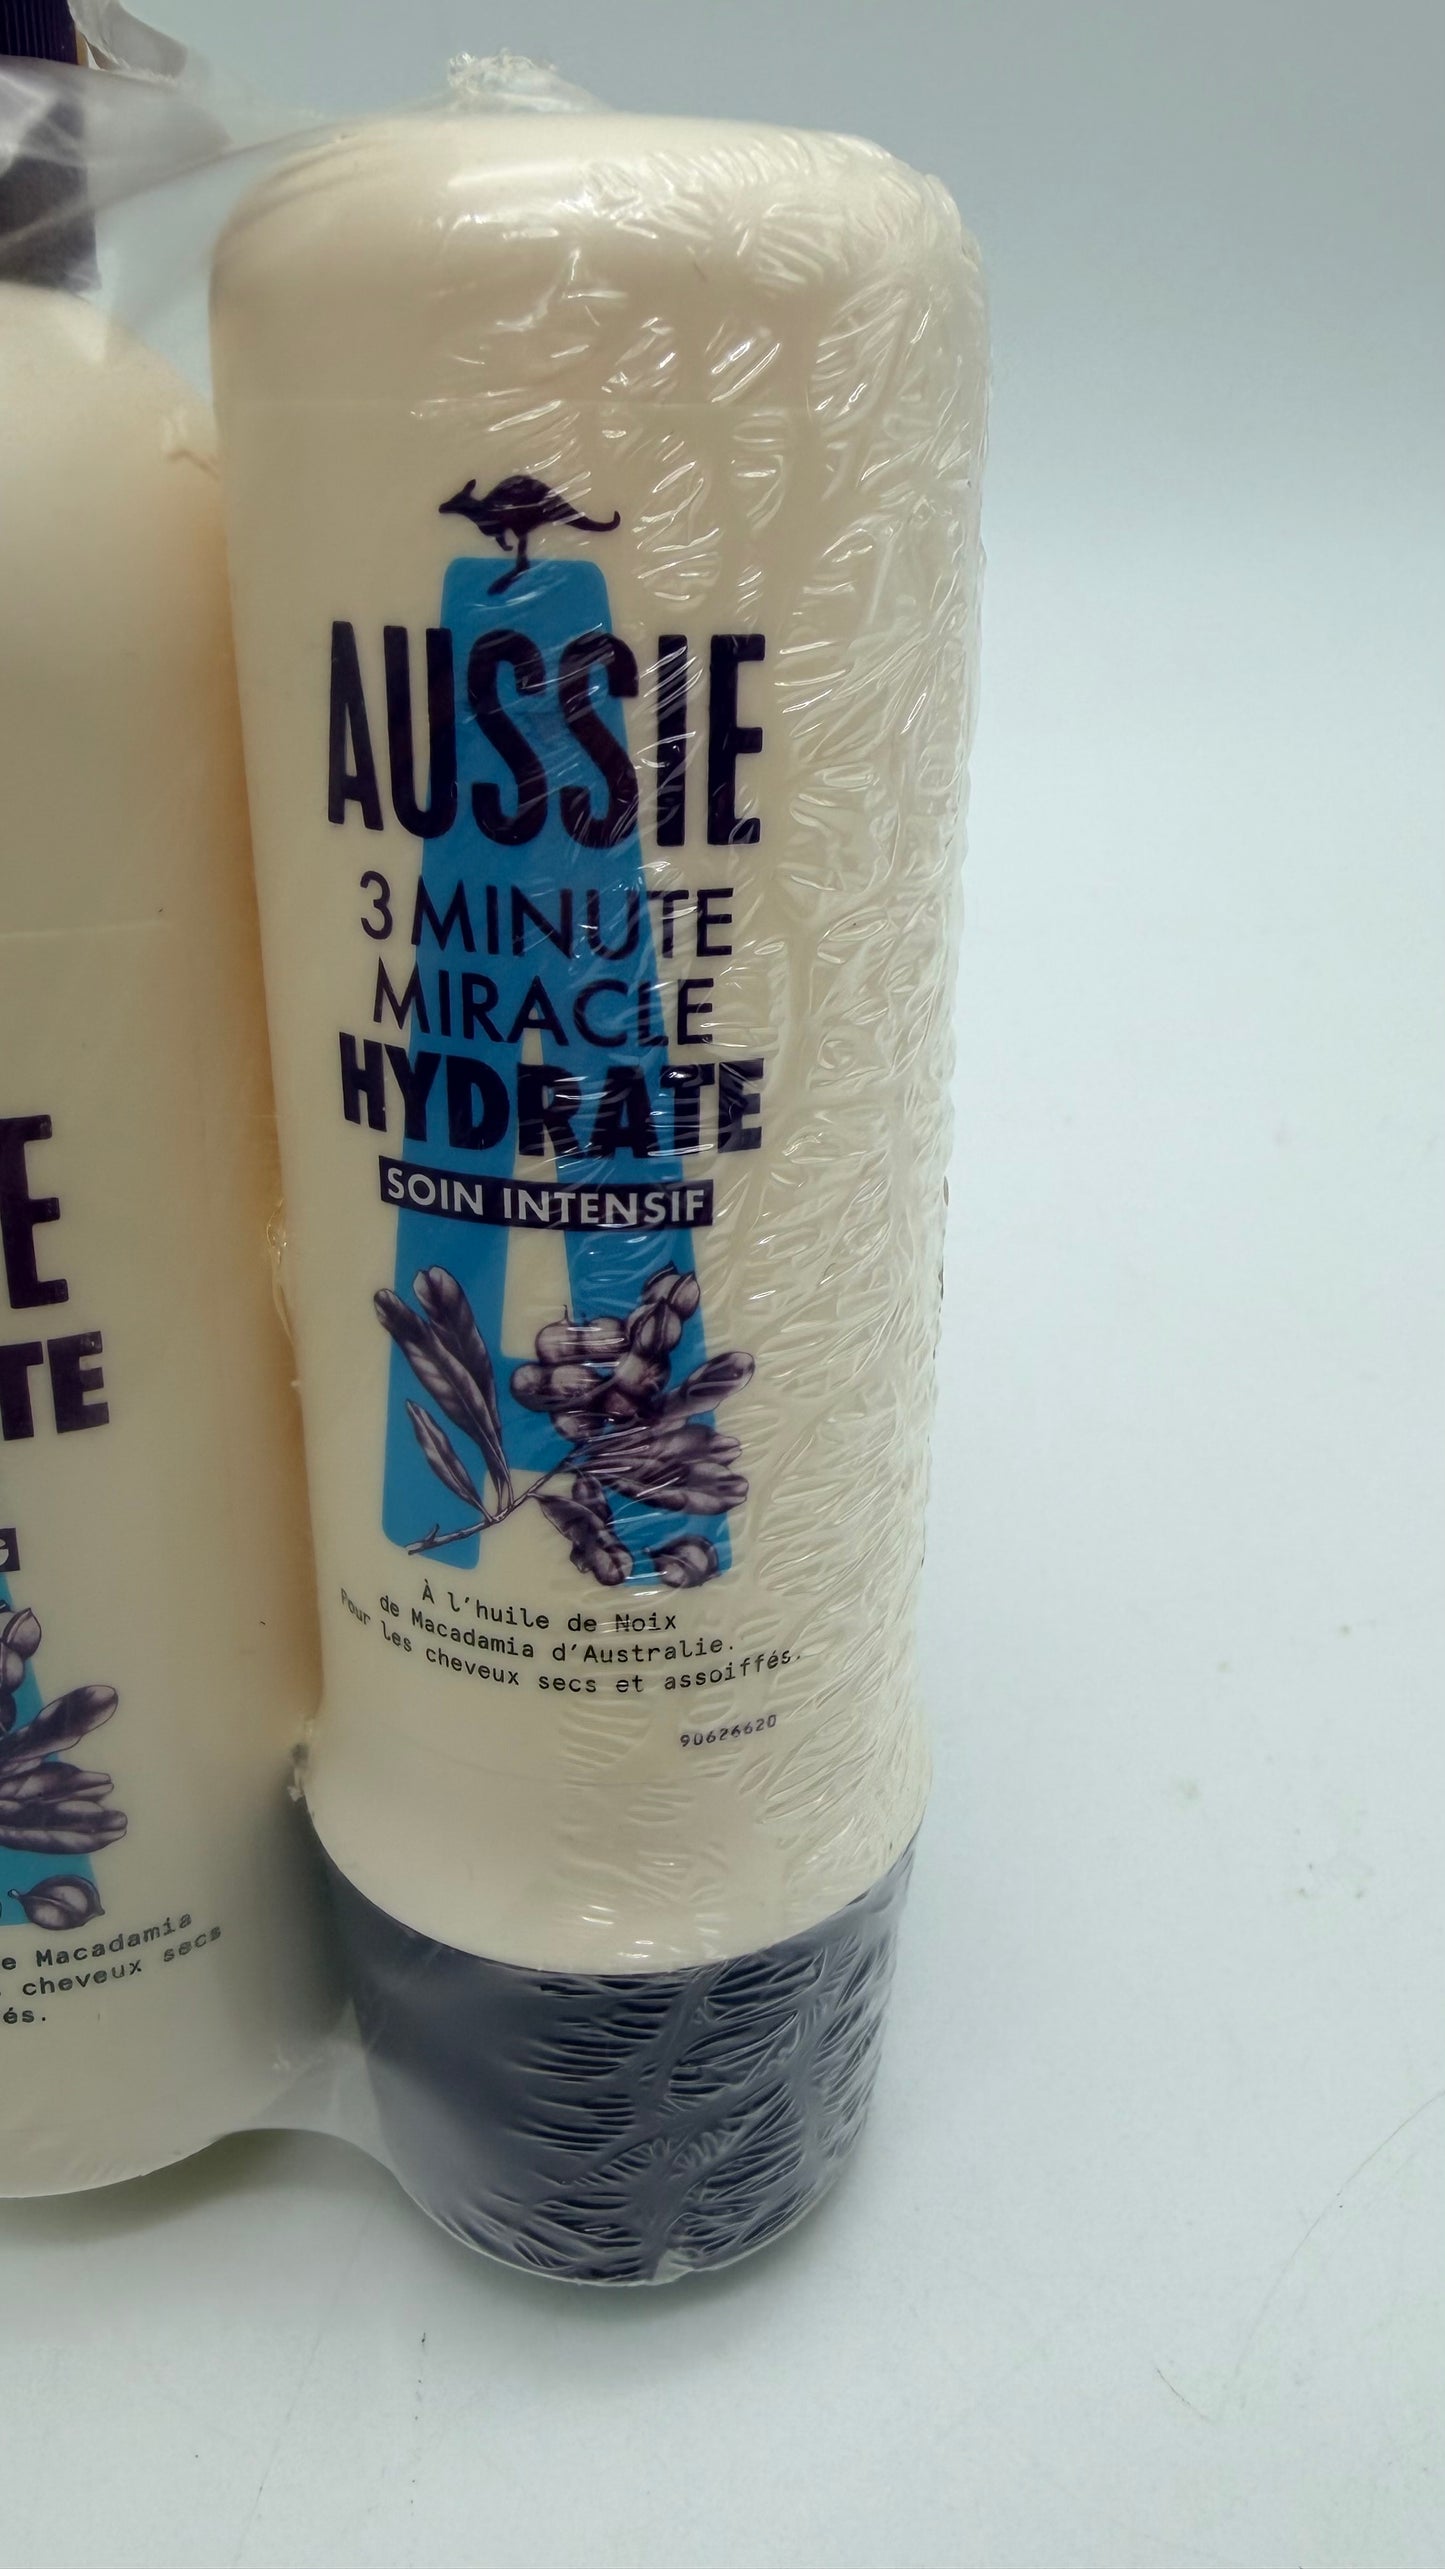 AUSSIE
3 MINUTE
MIRACLE
HYDRATE
SOIN INTENSIF
À l'huile de Noix
de Macadamia d'Australie.
Pour les cheveux secs et assoiffés.
90626620
E
TE
G
e Macadamia
cheveux secs
és.